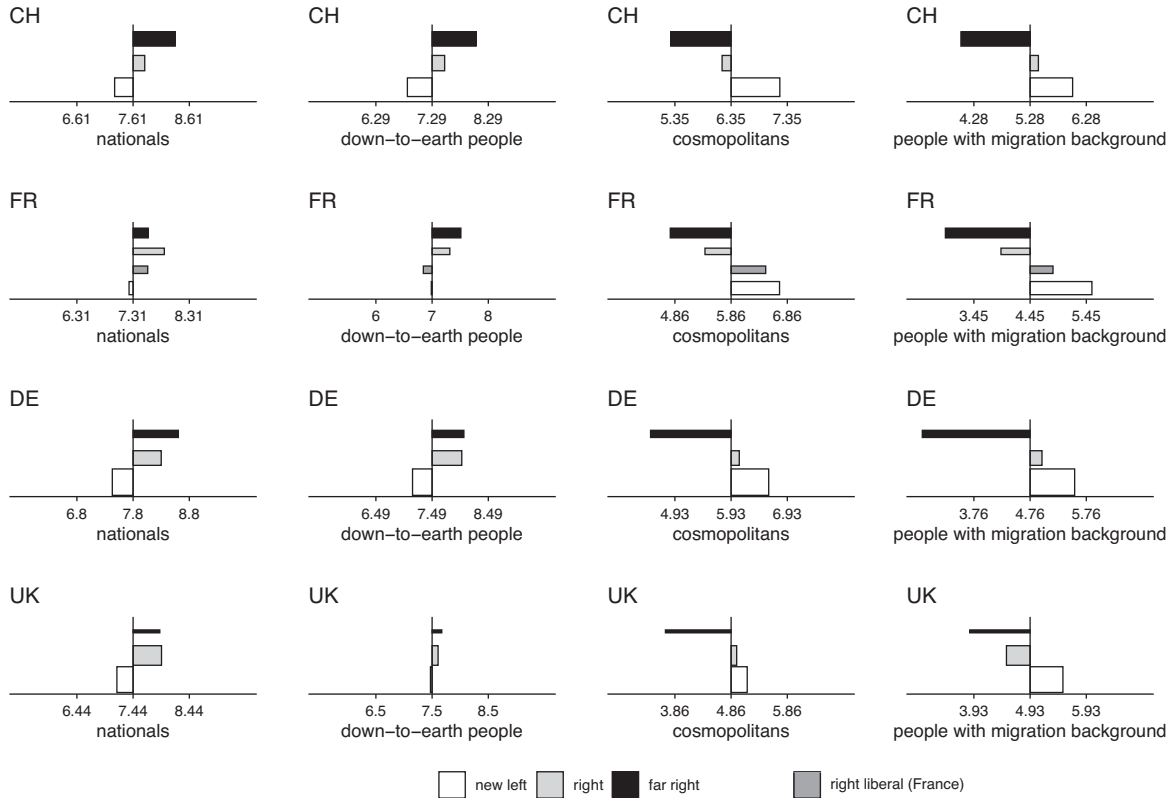 CH CH CH CH
6.61 7.61 8.61 6.29 7.29 8.29 5.35 6.35 7.35 4.28 5.28 6.28
nationals down−to−earth people cosmopolitans people with migration background
FR FR FR FR
6.31 7.31 8.31 6 7 8 4.86 5.86 6.86 3.45 4.45 5.45
nationals down−to−earth people cosmopolitans people with migration background
DE DE DE DE
6.8 7.8 8.8 6.49 7.49 8.49 4.93 5.93 6.93 3.76 4.76 5.76
nationals down−to−earth people cosmopolitans people with migration background
UK UK UK UK
6.44 7.44 8.44 6.5 7.5 8.5 3.86 4.86 5.86 3.93 4.93 5.93
nationals down−to−earth people cosmopolitans people with migration background
new left right far right right liberal (France)